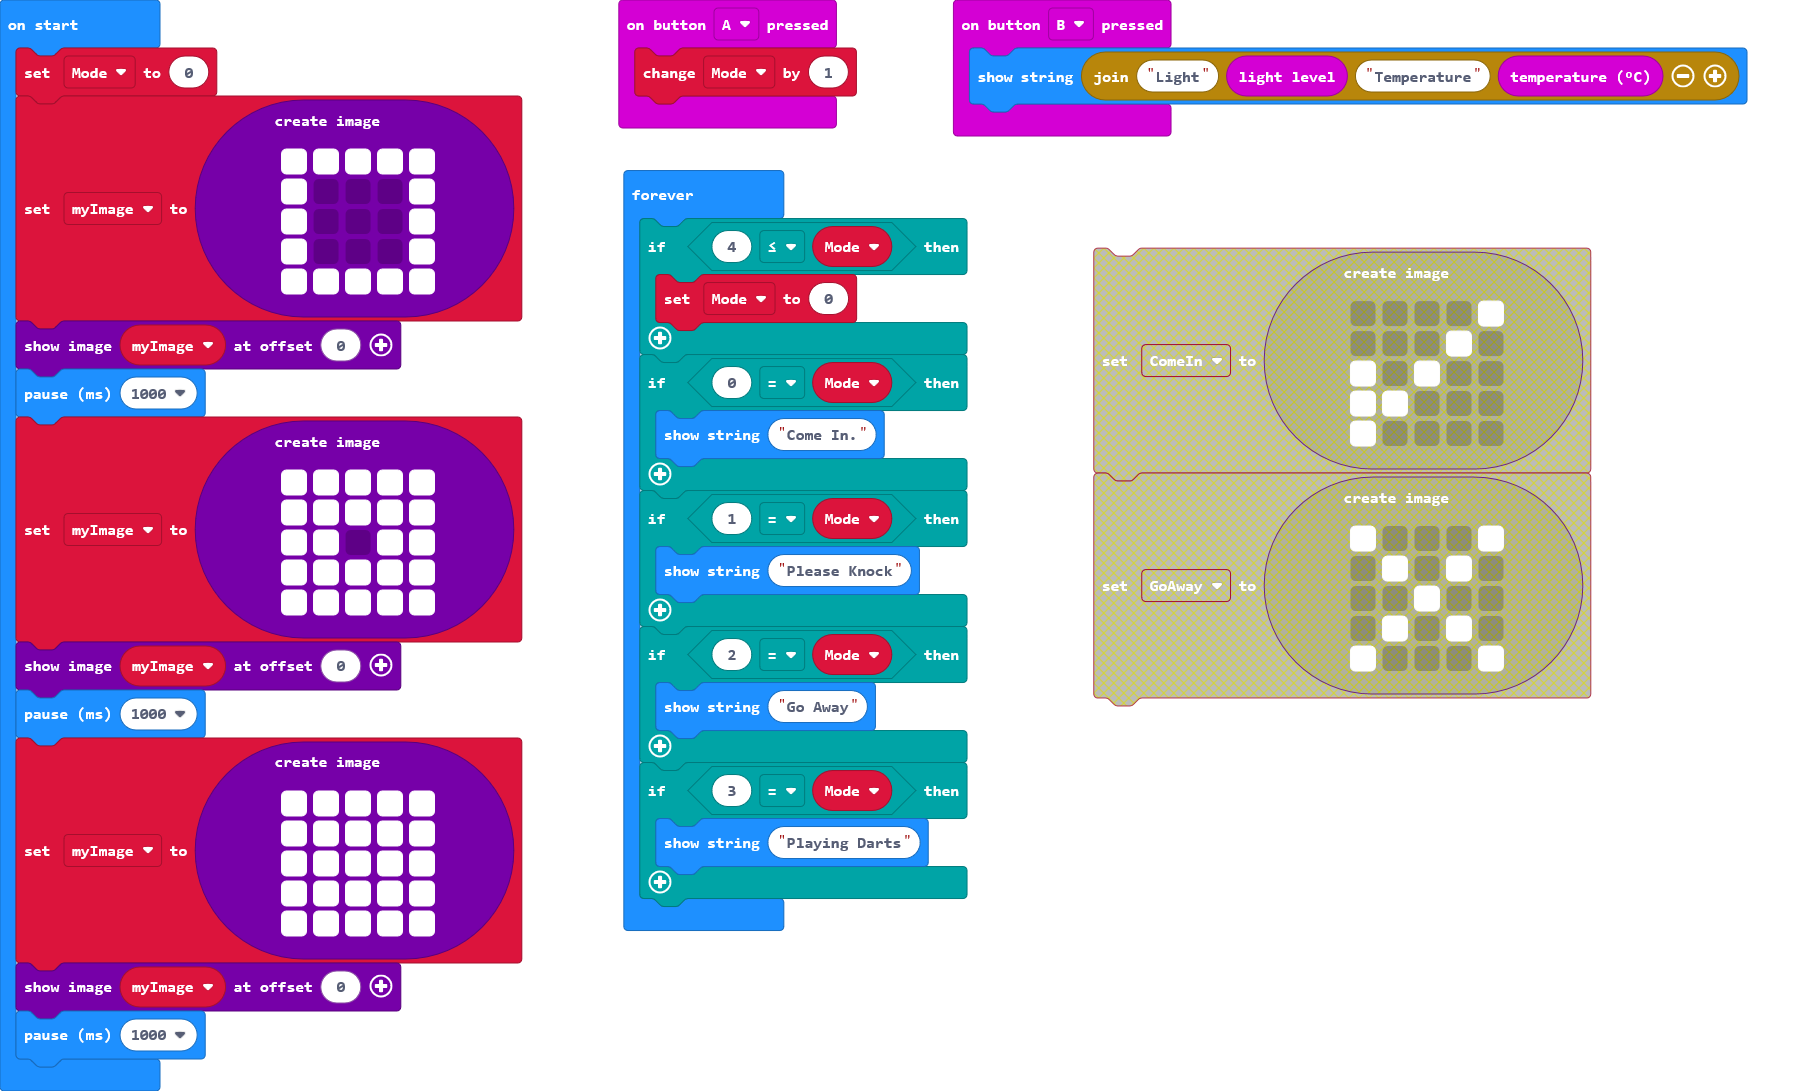 on start
set Mode to 0
create image
set myImage to
show image myImage at offset 0
pause (ms) 1000
create image
set myImage to
show image myImage at offset 0
pause (ms) 1000
create image
set myImage to
show image myImage at offset 0
pause (ms) 1000
on button A pressed
change Mode by 1
on button B pressed
show string join "Light" light level "Temperature" temperature (ºC)
forever
if 4 ≤ Mode then
set Mode to 0
if 0 = Mode then
show string "Come In."
if 1 = Mode then
show string "Please Knock"
if 2 = Mode then
show string "Go Away"
if 3 = Mode then
show string "Playing Darts"
create image
set ComeIn to
create image
set GoAway to